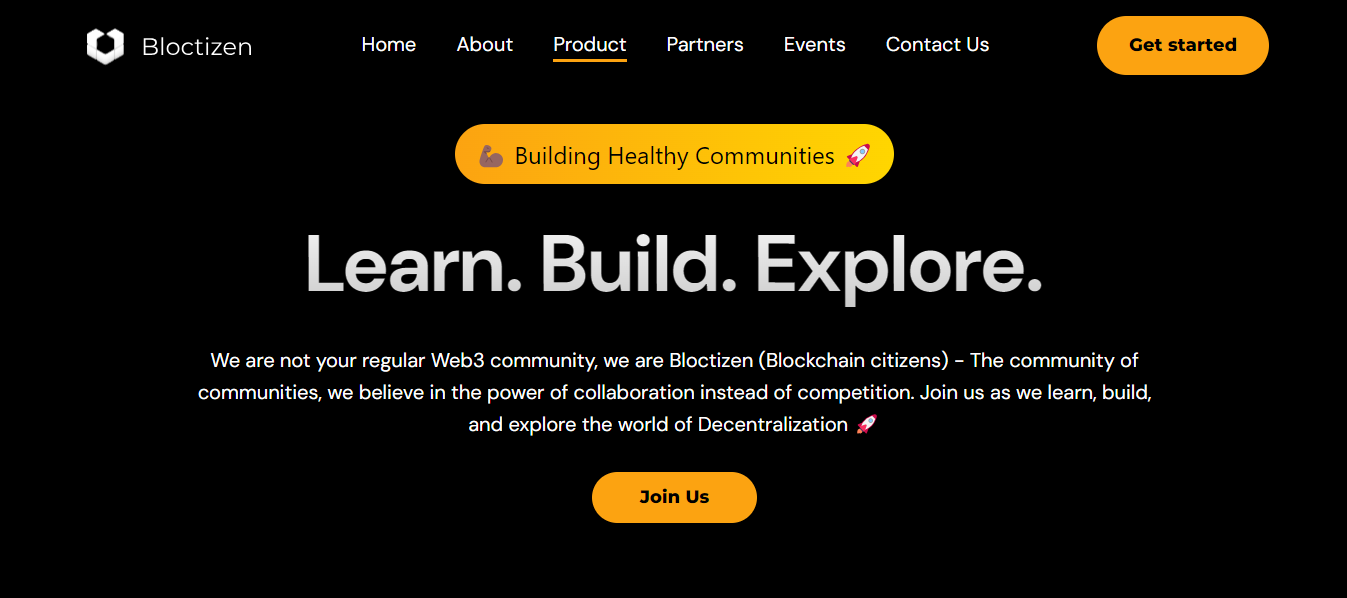 Bloctizen
Home About Product Partners Events Contact Us
Get started
💪🏾 Building Healthy Communities 🚀
Learn. Build. Explore.
We are not your regular Web3 community, we are Bloctizen (Blockchain citizens) - The community of
communities, we believe in the power of collaboration instead of competition. Join us as we learn, build,
and explore the world of Decentralization 🚀
Join Us